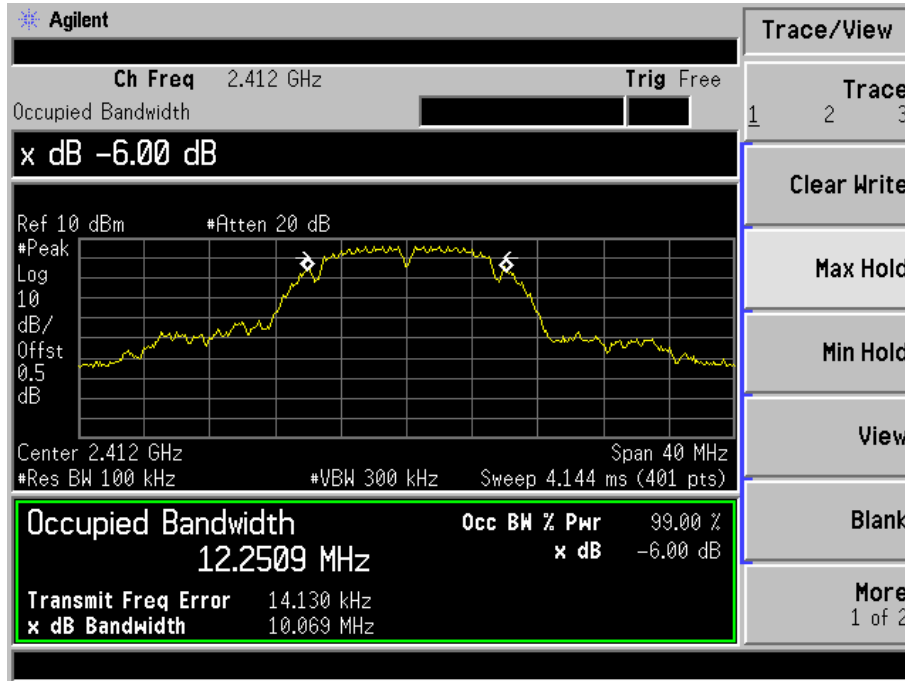 Agilent
Trace/View
Ch Freq 2.412 GHz Trig Free
Occupied Bandwidth
Trace
1 2 3
x dB -6.00 dB
Clear Write
Ref 10 dBm #Atten 20 dB
#Peak
Log
10
dB/
Offst
0.5
dB
Max Hold
Min Hold
Center 2.412 GHz Span 40 MHz
#Res BW 100 kHz #VBW 300 kHz Sweep 4.144 ms (401 pts)
View
Occupied Bandwidth Occ BW % Pwr 99.00 %
12.2509 MHz x dB -6.00 dB
Blank
Transmit Freq Error 14.130 kHz
x dB Bandwidth 10.069 MHz
More
1 of 2